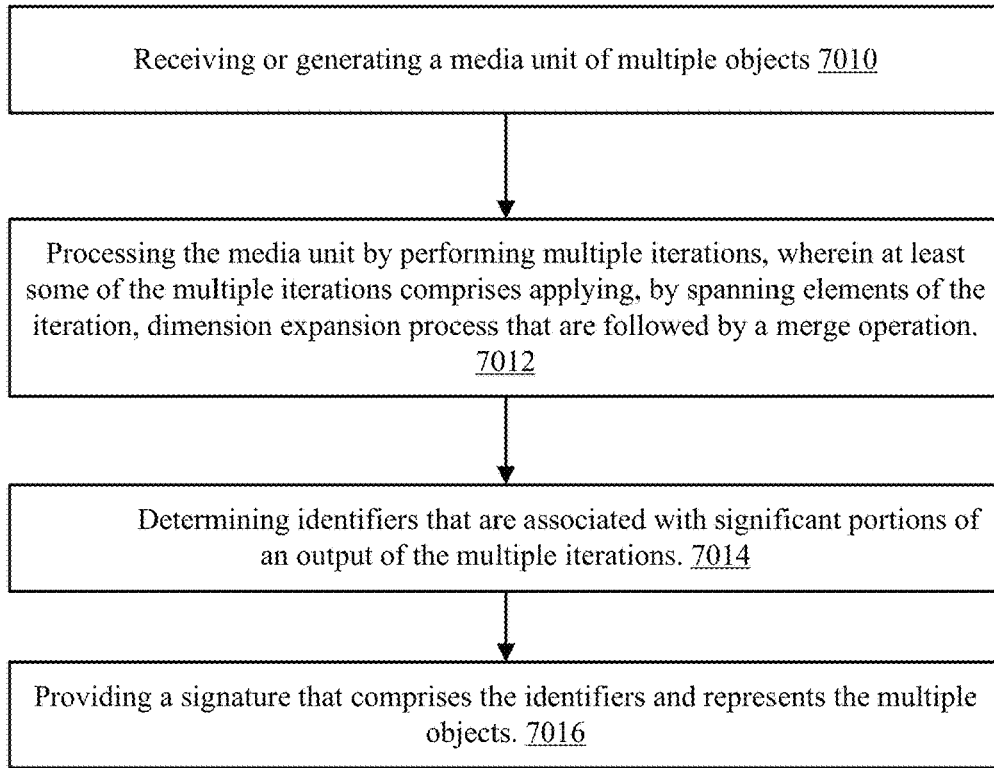 Receiving or generating a media unit of multiple objects 7010
Processing the media unit by performing multiple iterations, wherein at least
some of the multiple iterations comprises applying, by spanning elements of the
iteration, dimension expansion process that are followed by a merge operation.
7012
Determining identifiers that are associated with significant portions of
an output of the multiple iterations. 7014
Providing a signature that comprises the identifiers and represents the multiple
objects. 7016